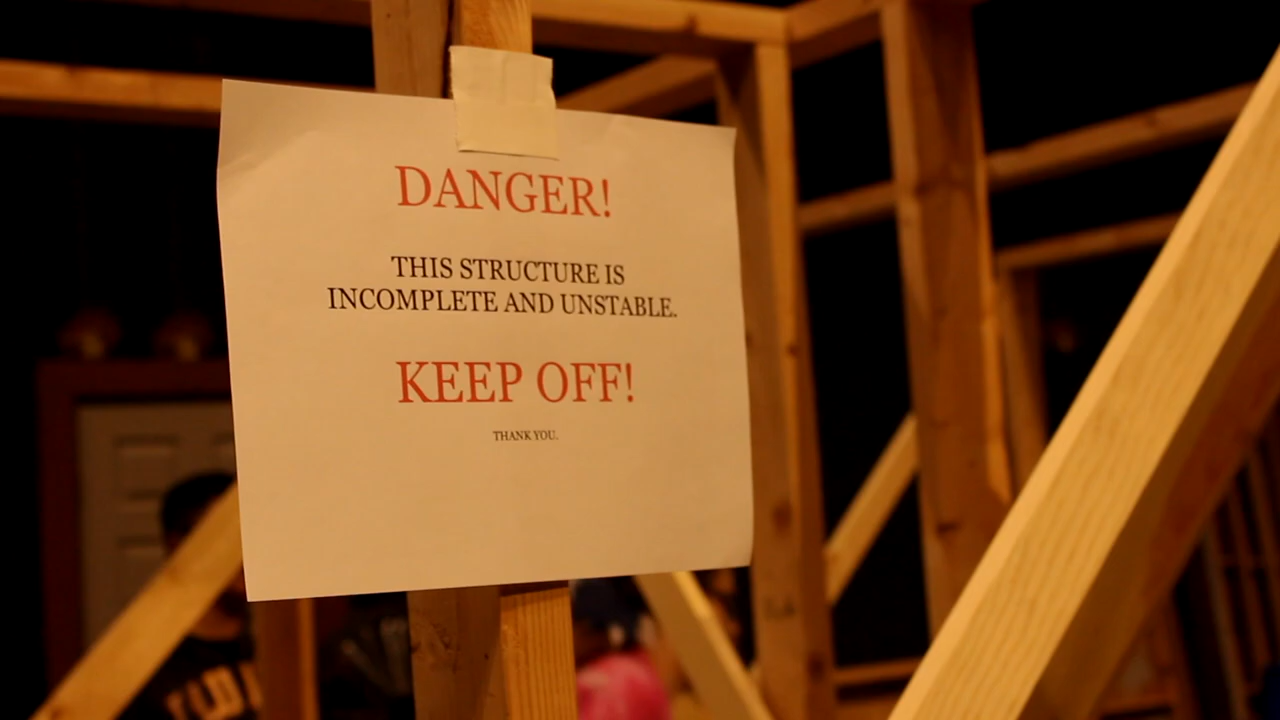 DANGER!
THIS STRUCTURE IS
INCOMPLETE AND UNSTABLE.
KEEP OFF!
THANK YOU.